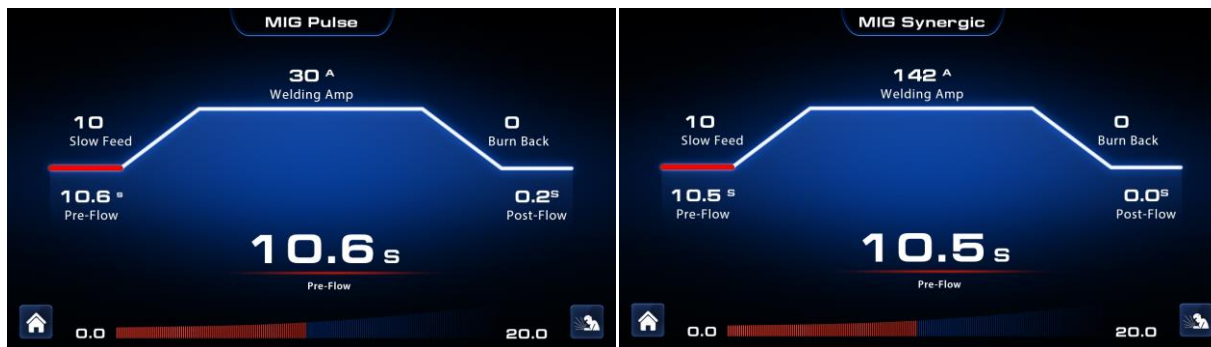 MIG Pulse
30 A
Welding Amp
10
Slow Feed
0
Burn Back
10.6 s
Pre-Flow
0.2s
Post-Flow
10.6 s
Pre-Flow
0.0
20.0
MIG Synergic
142 A
Welding Amp
10
Slow Feed
0
Burn Back
10.5 s
Pre-Flow
0.0s
Post-Flow
10.5 s
Pre-Flow
0.0
20.0